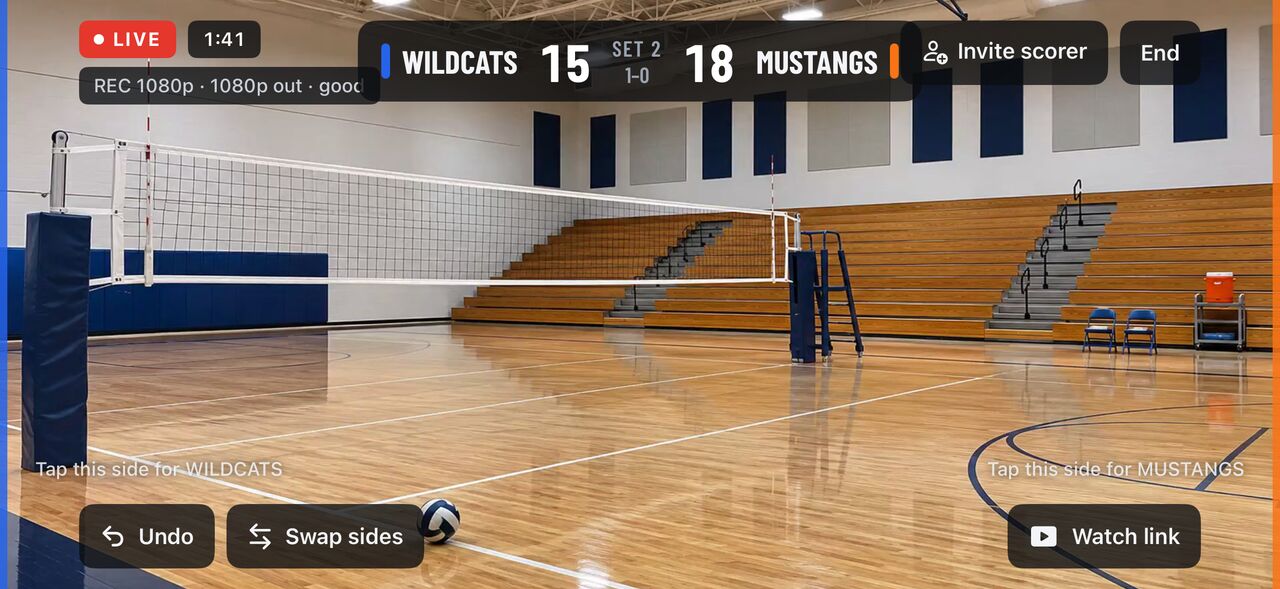 LIVE
1:41
REC 1080p · 1080p out · good
WILDCATS 15 SET 2 18 MUSTANGS
1-0
Invite scorer
End
Tap this side for WILDCATS
Tap this side for MUSTANGS
Undo
Swap sides
Watch link